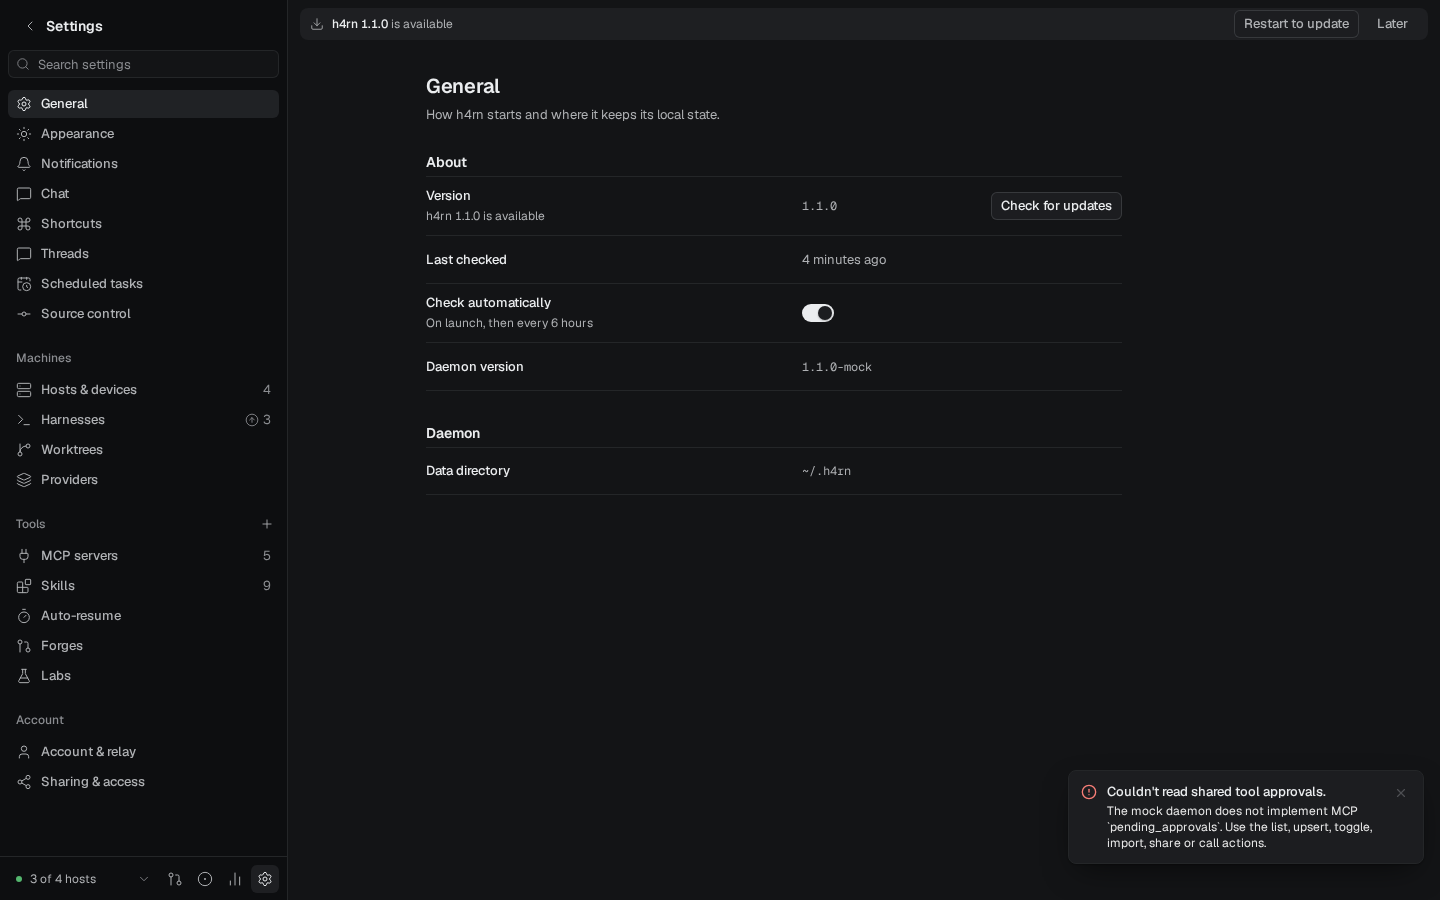 Settings
Search settings
General
Appearance
Notifications
Chat
Shortcuts
Threads
Scheduled tasks
Source control
Machines
Hosts & devices 4
Harnesses 3
Worktrees
Providers
Tools
MCP servers 5
Skills 9
Auto-resume
Forges
Labs
Account
Account & relay
Sharing & access
3 of 4 hosts
h4rn 1.1.0 is available
Restart to update
Later
General
How h4rn starts and where it keeps its local state.
About
Version
h4rn 1.1.0 is available
1.1.0
Check for updates
Last checked
4 minutes ago
Check automatically
On launch, then every 6 hours
Daemon version
1.1.0-mock
Daemon
Data directory
~/.h4rn
Couldn't read shared tool approvals.
The mock daemon does not implement MCP
`pending_approvals`. Use the list, upsert, toggle,
import, share or call actions.